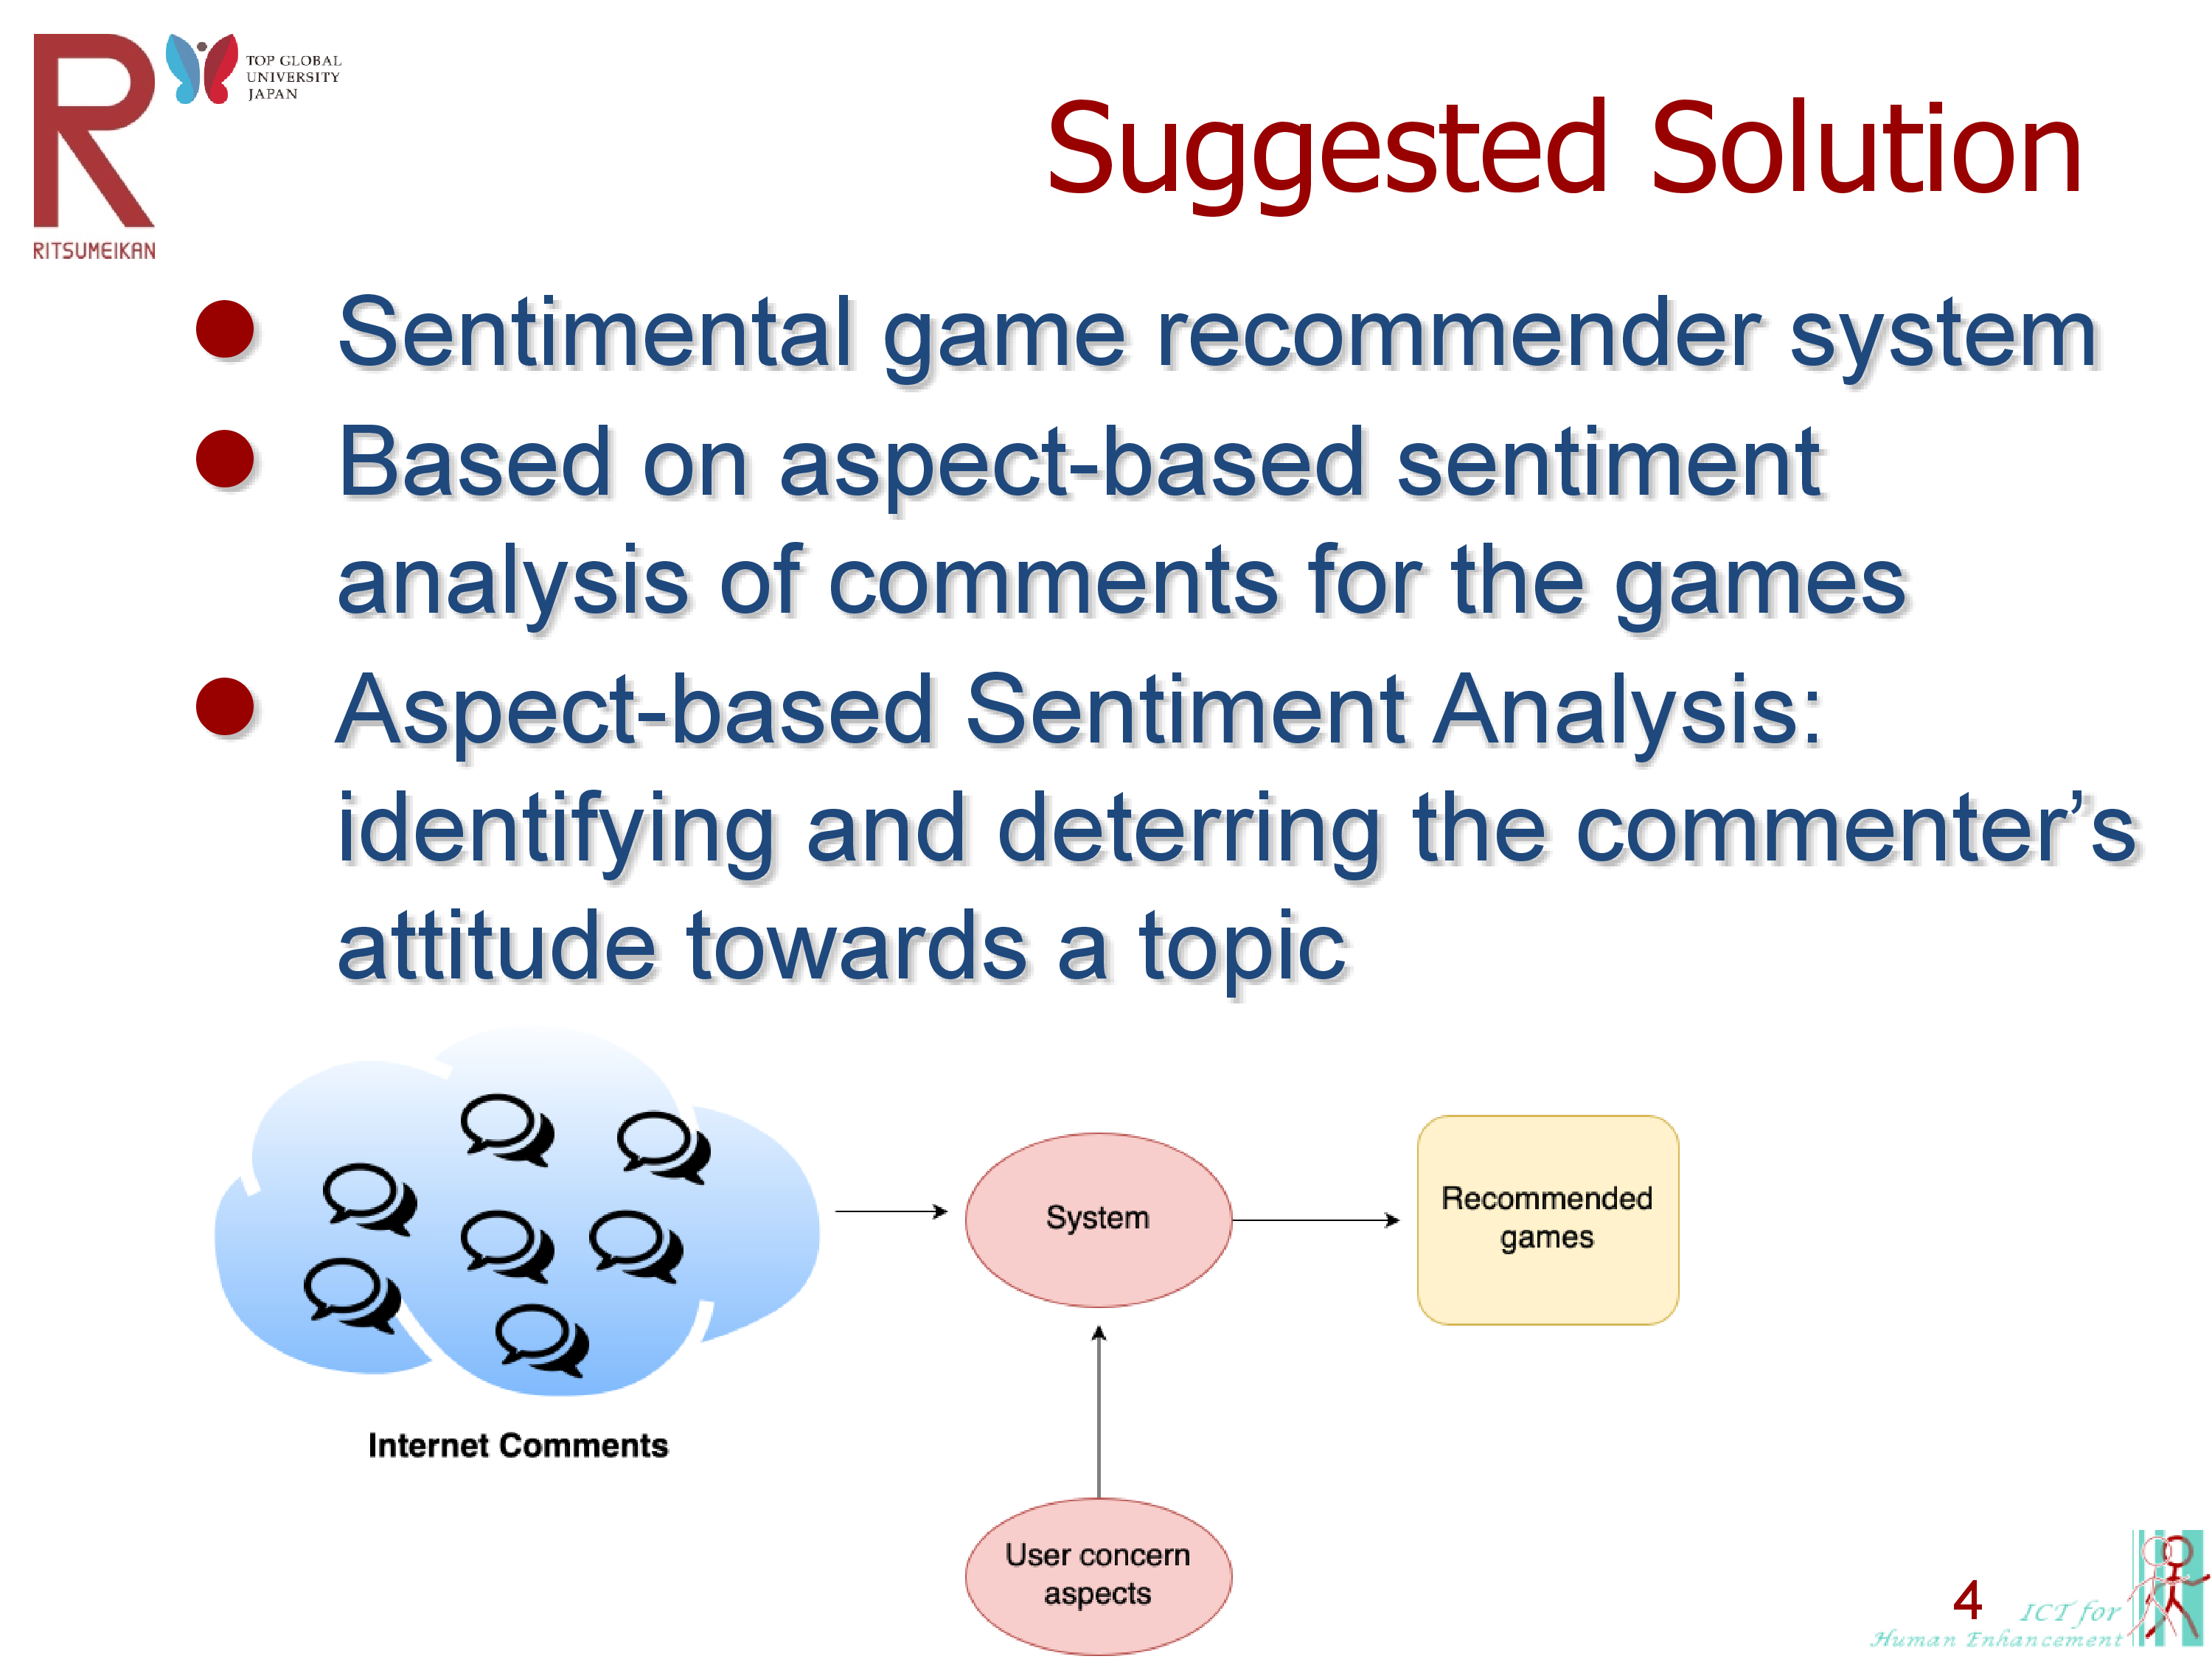 TOP GLOBAL
UNIVERSITY
JAPAN
RITSUMEIKAN
Suggested Solution
Sentimental game recommender system
Based on aspect-based sentiment
analysis of comments for the games
Aspect-based Sentiment Analysis:
identifying and deterring the commenter’s
attitude towards a topic
System
Recommended
games
Internet Comments
User concern
aspects
4
ICT for
Human Enhancement